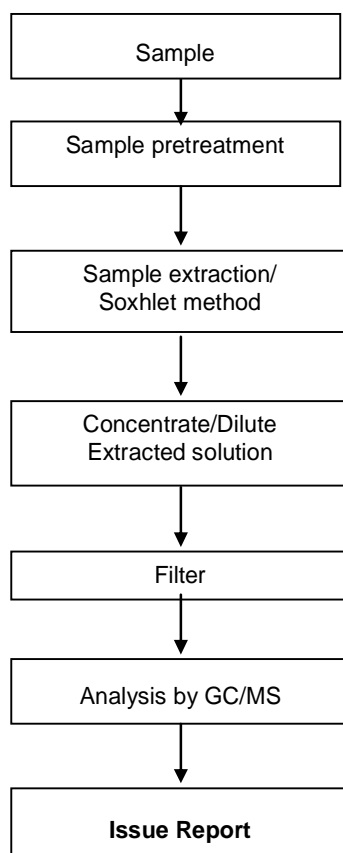 Sample
Sample pretreatment
Sample extraction/
Soxhlet method
Concentrate/Dilute
Extracted solution
Filter
Analysis by GC/MS
Issue Report